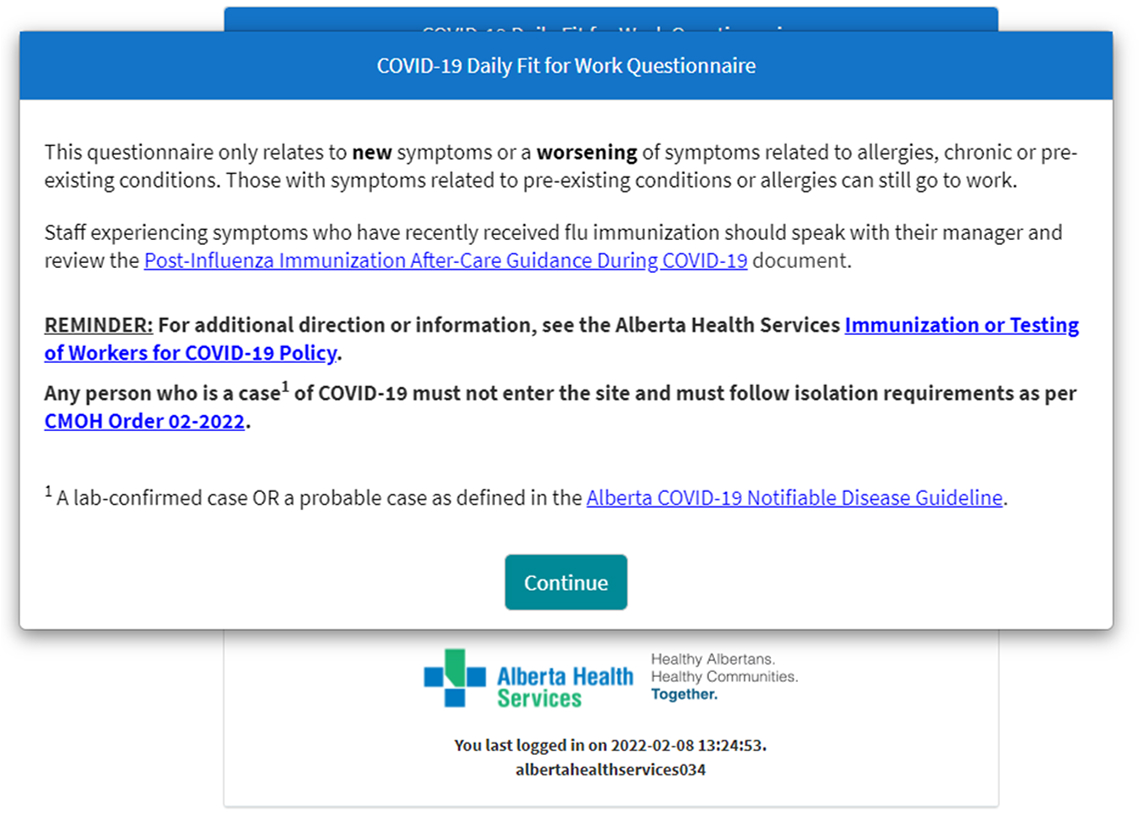 COVID-19 Daily Fit for Work Questionnaire
This questionnaire only relates to new symptoms or a worsening of symptoms related to allergies, chronic or pre-
existing conditions. Those with symptoms related to pre-existing conditions or allergies can still go to work.
Staff experiencing symptoms who have recently received flu immunization should speak with their manager and
review the Post-Influenza Immunization After-Care Guidance During COVID-19 document.
REMINDER: For additional direction or information, see the Alberta Health Services Immunization or Testing
of Workers for COVID-19 Policy.
Any person who is a case¹ of COVID-19 must not enter the site and must follow isolation requirements as per
CMOH Order 02-2022.
¹ A lab-confirmed case OR a probable case as defined in the Alberta COVID-19 Notifiable Disease Guideline.
Continue
Alberta Health
Services
Healthy Albertans.
Healthy Communities.
Together.
You last logged in on 2022-02-08 13:24:53.
albertahealthservices034